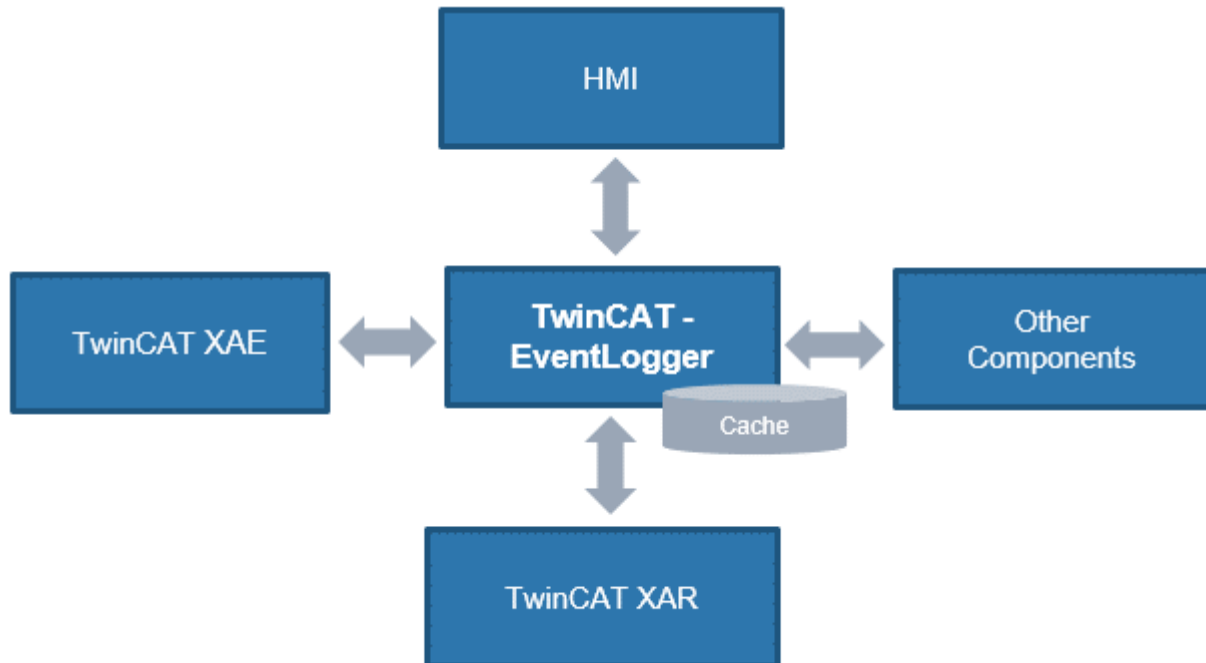 HMI
TwinCAT XAE
TwinCAT -
EventLogger
Other
Components
Cache
TwinCAT XAR